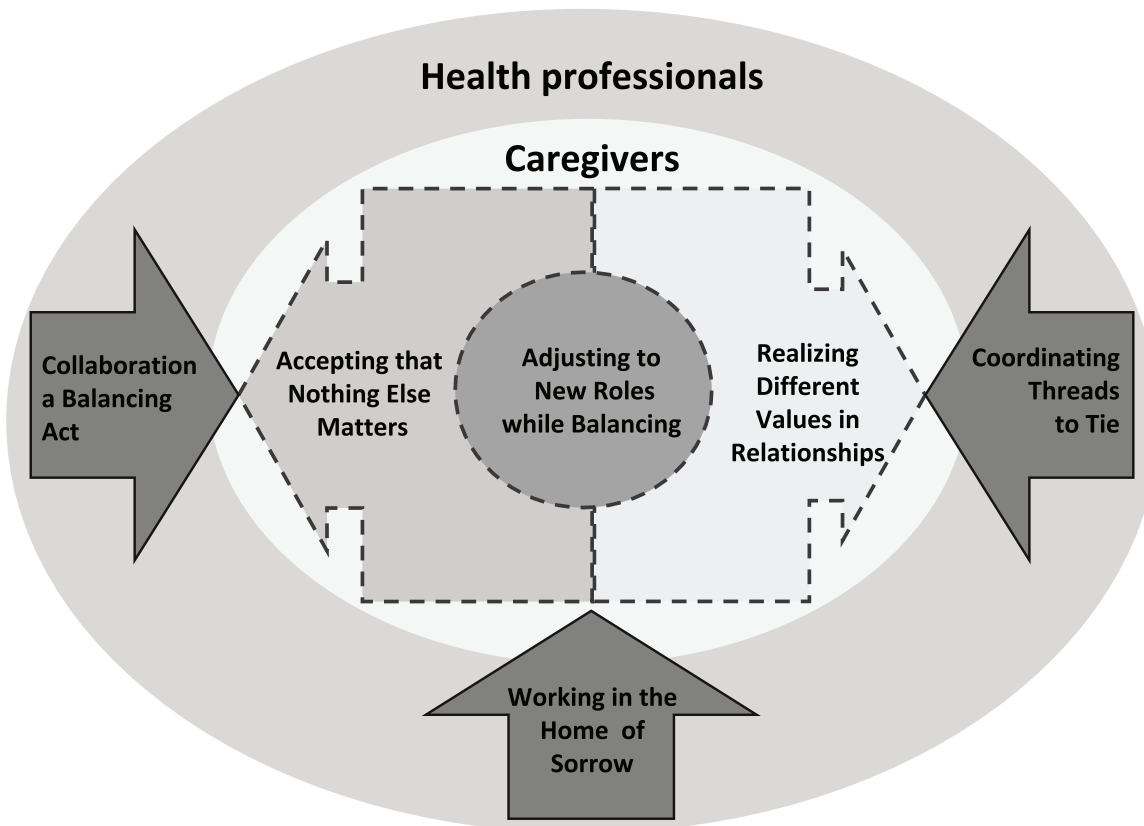 Health professionals
Caregivers
Collaboration
a Balancing
Act
Accepting that
Nothing Else
Matters
Adjusting to
New Roles
while Balancing
Realizing
Different
Values in
Relationships
Coordinating
Threads
to Tie
Working in the
Home of
Sorrow